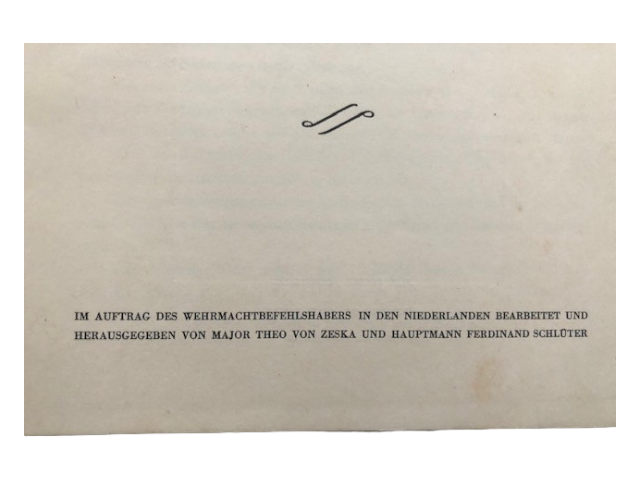 IM AUFTRAG DES WEHRMACHTBEFEHLSHABERS IN DEN NIEDERLANDEN BEARBEITET UND
HERAUSGEGEBEN VON MAJOR THEO VON ZESKA UND HAUPTMANN FERDINAND SCHLÜTER